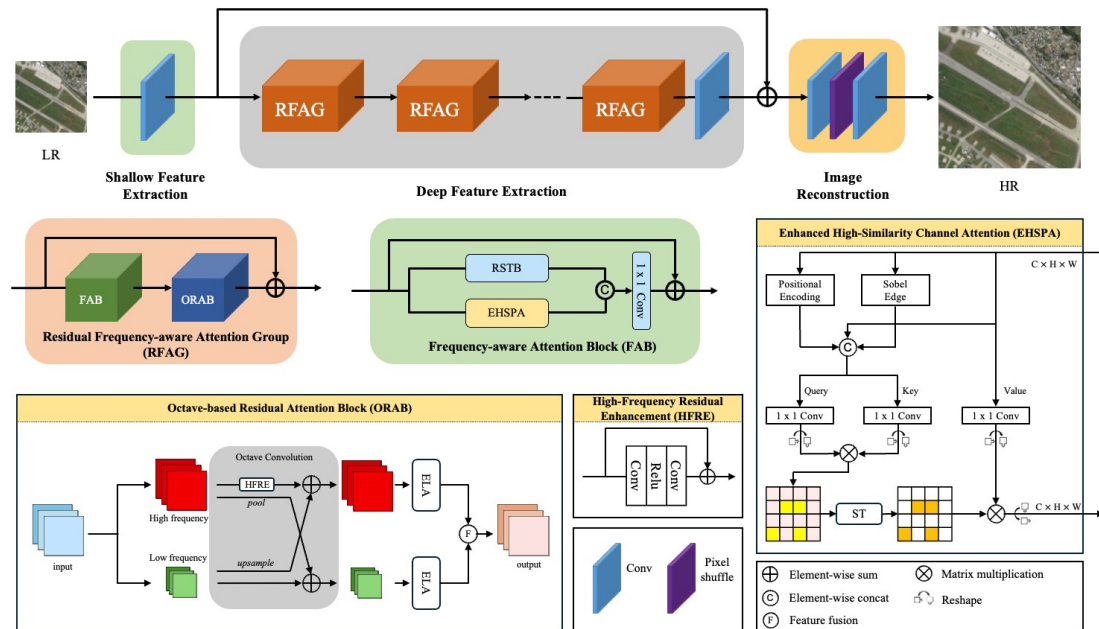 LR
Shallow Feature
Extraction
RFAG
RFAG
RFAG
Deep Feature Extraction
Image
Reconstruction
HR
FAB
ORAB
Residual Frequency-aware Attention Group
(RFAG)
RSTB
EHSPA
C
1 x 1 Conv
Frequency-aware Attention Block (FAB)
Enhanced High-Similarity Channel Attention (EHSPA)
C × H × W
Positional
Encoding
Sobel
Edge
C
Query
Key
Value
1 x 1 Conv
1 x 1 Conv
1 x 1 Conv
ST
C × H × W
Octave-based Residual Attention Block (ORAB)
input
High frequency
Low frequency
Octave Convolution
HFRE
pool
upsample
ELA
ELA
F
output
High-Frequency Residual
Enhancement (HFRE)
Conv
Relu
Conv
Conv
Pixel
shuffle
Element-wise sum
Matrix multiplication
C
Element-wise concat
Reshape
F
Feature fusion